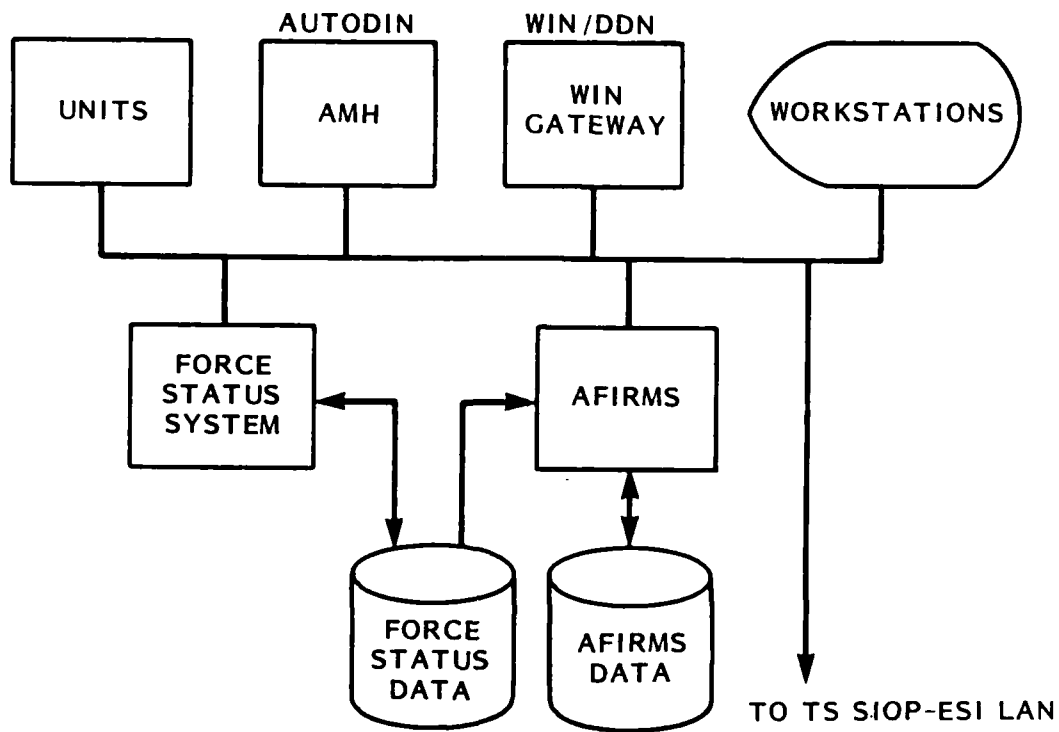 AUTODIN
WIN/DDN
UNITS
AMH
WIN
GATEWAY
WORKSTATIONS
FORCE
STATUS
SYSTEM
AFIRMS
FORCE
STATUS
DATA
AFIRMS
DATA
TO TS SIOP-ESI LAN